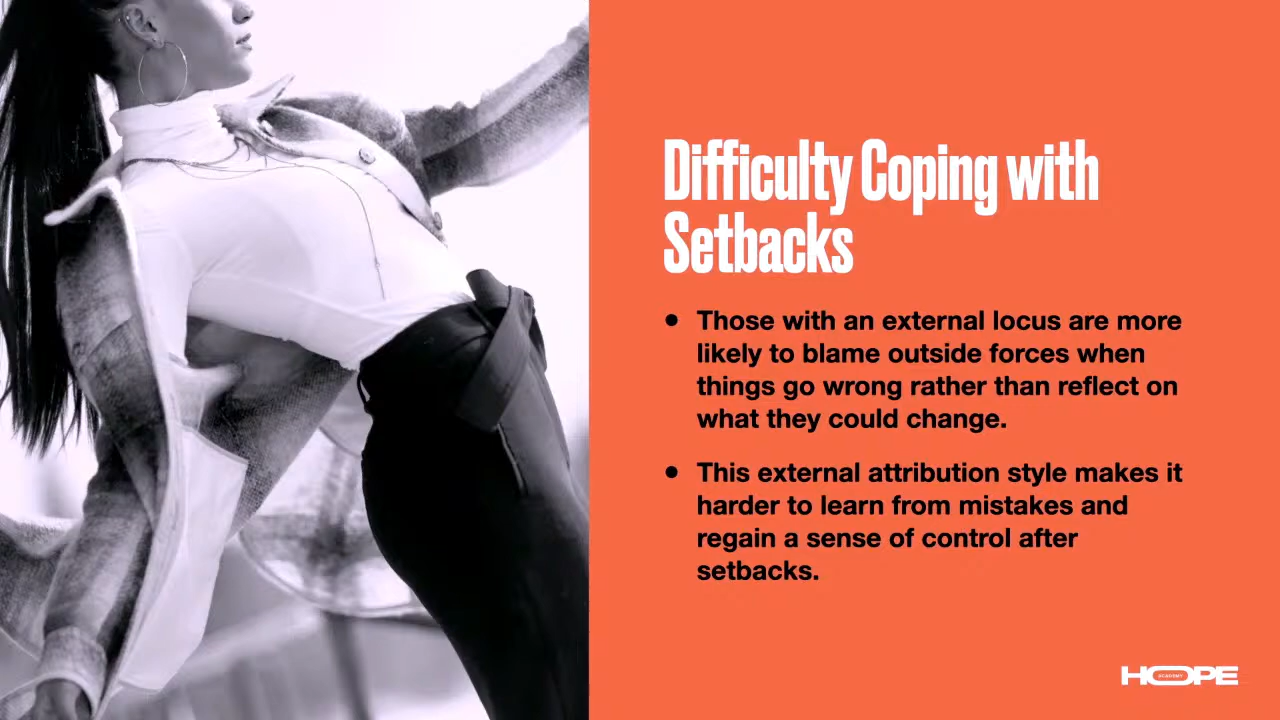 Difficulty Coping with
Setbacks
Those with an external locus are more
likely to blame outside forces when
things go wrong rather than reflect on
what they could change.
This external attribution style makes it
harder to learn from mistakes and
regain a sense of control after
setbacks.
HOPE
ACADEMY